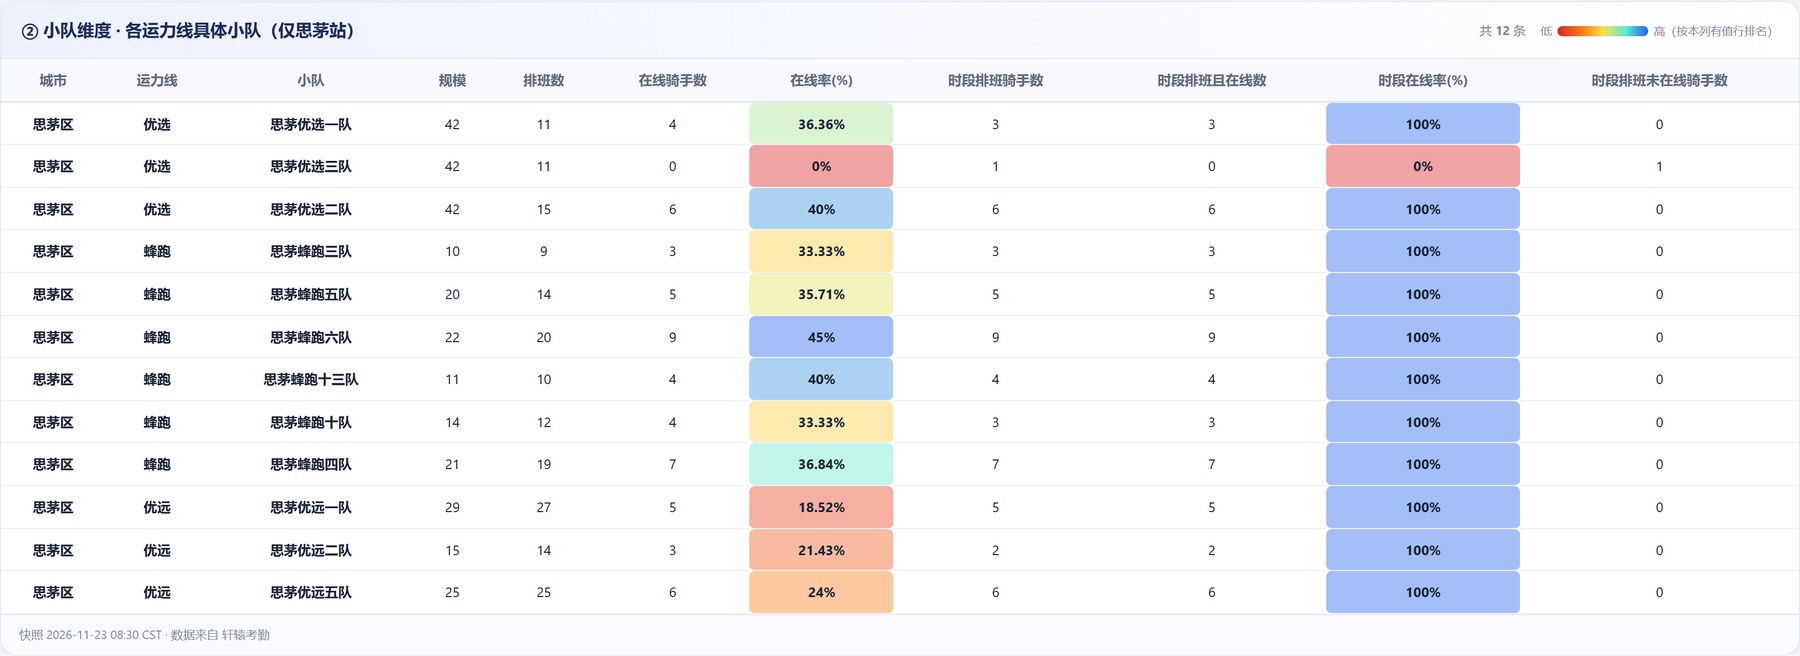 ② 小队维度 · 各运力线具体小队（仅思茅站）
共 12 条 低 高 (按本列有值行排名)
城市 运力线 小队 规模 排班数 在线骑手数 在线率(%) 时段排班骑手数 时段排班且在线数 时段在线率(%) 时段排班未在线骑手数
思茅区 优选 思茅优选一队 42 11 4 36.36% 3 3 100% 0
思茅区 优选 思茅优选三队 42 11 0 0% 1 0 0% 1
思茅区 优选 思茅优选二队 42 15 6 40% 6 6 100% 0
思茅区 蜂跑 思茅蜂跑三队 10 9 3 33.33% 3 3 100% 0
思茅区 蜂跑 思茅蜂跑五队 20 14 5 35.71% 5 5 100% 0
思茅区 蜂跑 思茅蜂跑六队 22 20 9 45% 9 9 100% 0
思茅区 蜂跑 思茅蜂跑十三队 11 10 4 40% 4 4 100% 0
思茅区 蜂跑 思茅蜂跑十队 14 12 4 33.33% 3 3 100% 0
思茅区 蜂跑 思茅蜂跑四队 21 19 7 36.84% 7 7 100% 0
思茅区 优远 思茅优远一队 29 27 5 18.52% 5 5 100% 0
思茅区 优远 思茅优远二队 15 14 3 21.43% 2 2 100% 0
思茅区 优远 思茅优远五队 25 25 6 24% 6 6 100% 0
快照 2026-11-23 08:30 CST · 数据来自 轩辕考勤